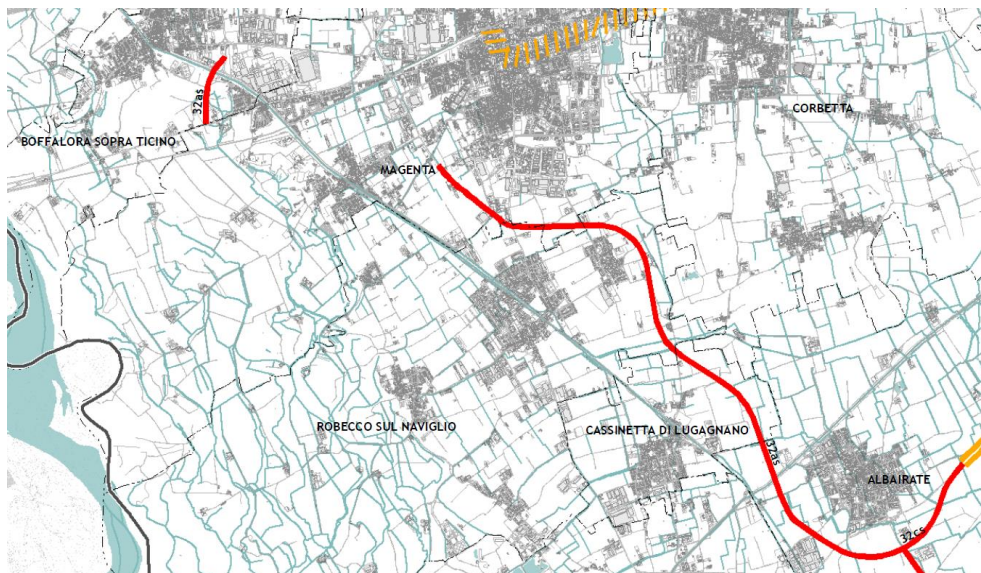 32as
CORBETTA
BOFFALORA SOPRA TICINO
MAGENTA
ROBECCO SUL NAVIGLIO
CASSINETTA DI LUGAGNANO
32as
ALBAIRATE
32cs